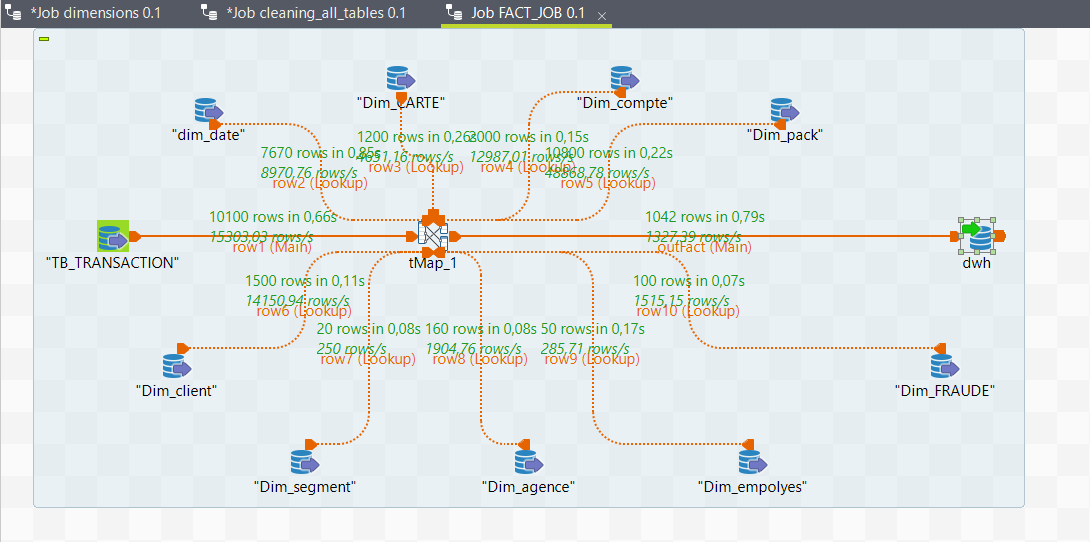 *Job dimensions 0.1
*Job cleaning_all_tables 0.1
Job FACT_JOB 0.1
"Dim_CARTE"
"Dim_compte"
"dim_date"
"Dim_pack"
1200 rows in 0,26s
4651,16 rows/s
row3 (Lookup)
2000 rows in 0,15s
12987,01 rows/s
row4 (Lookup)
7670 rows in 0,85s
8970,76 rows/s
row2 (Lookup)
10800 rows in 0,22s
48868,78 rows/s
row5 (Lookup)
10100 rows in 0,66s
15303,03 rows/s
row1 (Main)
1042 rows in 0,79s
1327,39 rows/s
outFact (Main)
"TB_TRANSACTION"
tMap_1
dwh
1500 rows in 0,11s
14150,94 rows/s
row6 (Lookup)
100 rows in 0,07s
1515,15 rows/s
row10 (Lookup)
20 rows in 0,08s
250 rows/s
row7 (Lookup)
160 rows in 0,08s
1904,76 rows/s
row8 (Lookup)
50 rows in 0,17s
285,71 rows/s
row9 (Lookup)
"Dim_client"
"Dim_FRAUDE"
"Dim_segment"
"Dim_agence"
"Dim_empolyes"